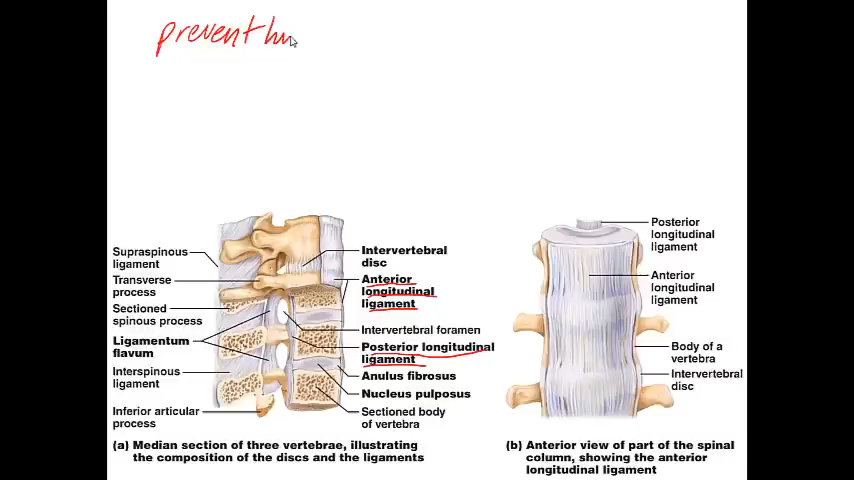 prevent hy
Supraspinous
ligament
Transverse
process
Sectioned
spinous process
Ligamentum
flavum
Interspinous
ligament
Inferior articular
process
Intervertebral
disc
Anterior
longitudinal
ligament
Intervertebral foramen
Posterior longitudinal
ligament
Anulus fibrosus
Nucleus pulposus
Sectioned body
of vertebra
(a) Median section of three vertebrae, illustrating
the composition of the discs and the ligaments
Posterior
longitudinal
ligament
Anterior
longitudinal
ligament
Body of a
vertebra
Intervertebral
disc
(b) Anterior view of part of the spinal
column, showing the anterior
longitudinal ligament